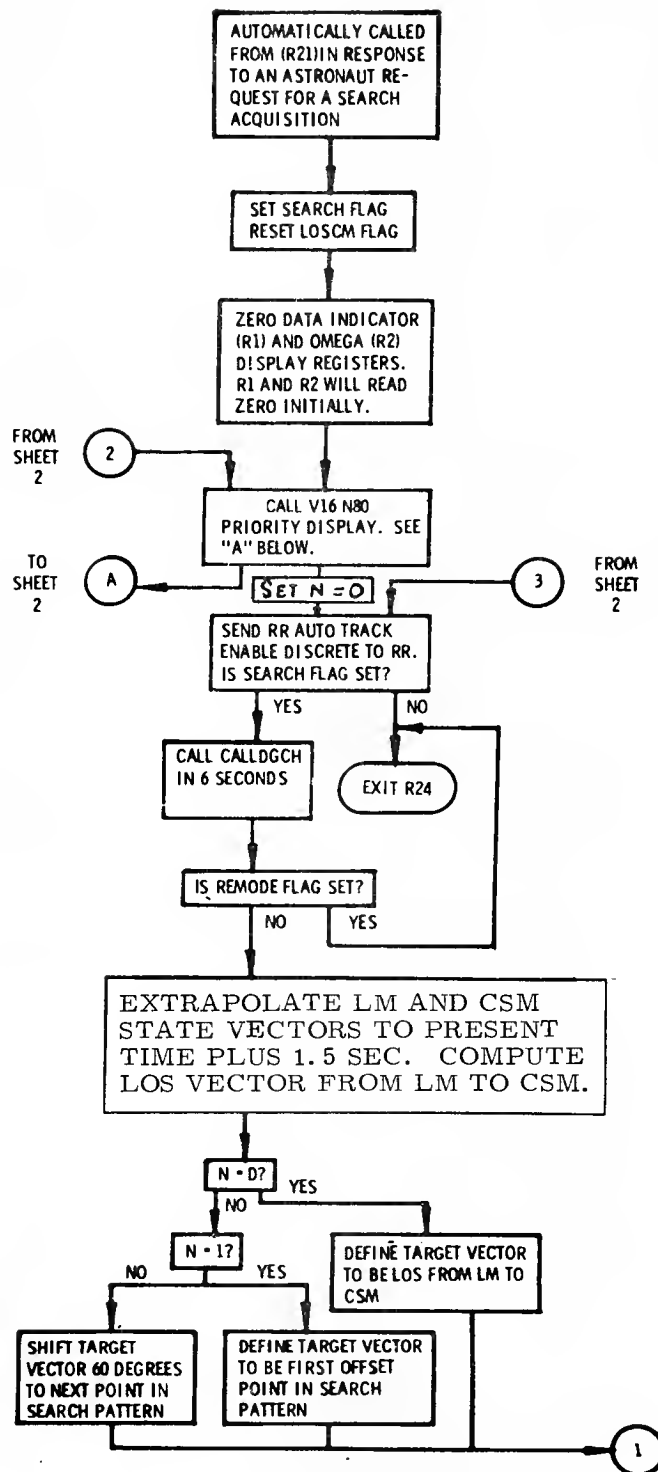 AUTOMATICALLY CALLED
FROM (R21) IN RESPONSE
TO AN ASTRONAUT RE-
QUEST FOR A SEARCH
ACQUISITION
SET SEARCH FLAG
RESET LOSCM FLAG
ZERO DATA INDICATOR
(R1) AND OMEGA (R2)
DISPLAY REGISTERS.
R1 AND R2 WILL READ
ZERO INITIALLY.
FROM
SHEET
2
2
CALL V16 N80
PRIORITY DISPLAY. SEE
"A" BELOW.
TO
SHEET
2
A
SET N = 0
3
FROM
SHEET
2
SEND RR AUTO TRACK
ENABLE DISCRETE TO RR.
IS SEARCH FLAG SET?
YES
NO
CALL CALLDGCH
IN 6 SECONDS
EXIT R24
IS REMODE FLAG SET?
NO
YES
EXTRAPOLATE LM AND CSM
STATE VECTORS TO PRESENT
TIME PLUS 1.5 SEC. COMPUTE
LOS VECTOR FROM LM TO CSM.
N = 0?
YES
NO
N = 1?
NO
YES
DEFINE TARGET VECTOR
TO BE LOS FROM LM TO
CSM
SHIFT TARGET
VECTOR 60 DEGREES
TO NEXT POINT IN
SEARCH PATTERN
DEFINE TARGET VECTOR
TO BE FIRST OFFSET
POINT IN SEARCH
PATTERN
1